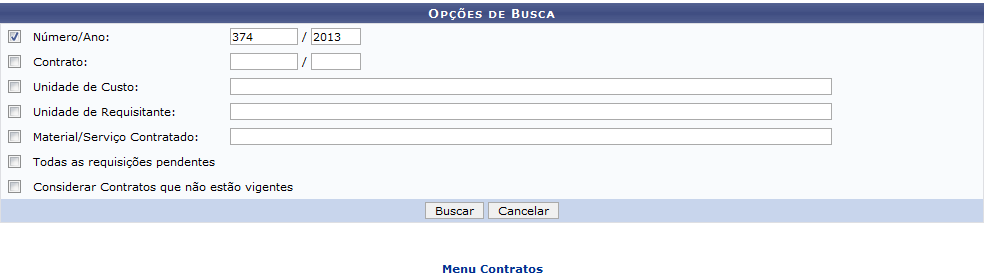 Opções de Busca
Número/Ano: 374 / 2013
Contrato: /
Unidade de Custo:
Unidade de Requisitante:
Material/Serviço Contratado:
Todas as requisições pendentes
Considerar Contratos que não estão vigentes
Buscar Cancelar
Menu Contratos